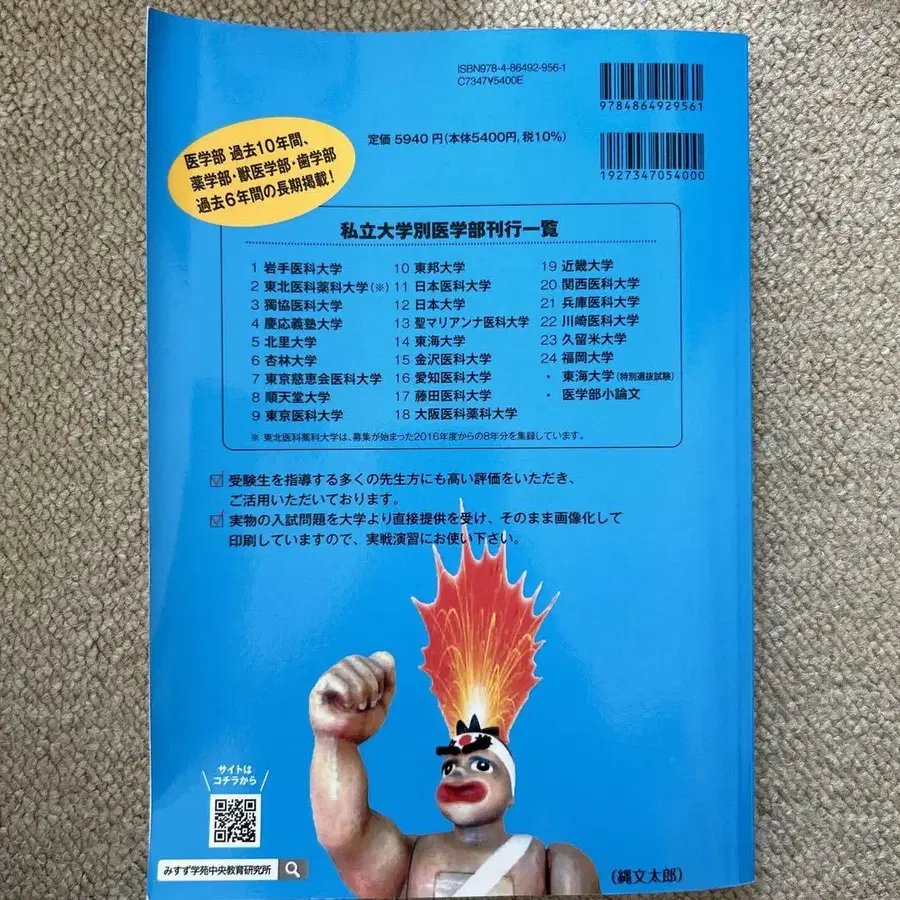 ISBN978-4-86492-956-1
C7347¥5400E
9784864929561
定価 5940 円(本体5400円,税10%)
1927347054000
医学部 過去10年間、
薬学部・獣医学部・歯学部
過去6年間の長期掲載！
私立大学別医学部刊行一覧
1 岩手医科大学
2 東北医科薬科大学(※)
3 獨協医科大学
4 慶応義塾大学
5 北里大学
6 杏林大学
7 東京慈恵会医科大学
8 順天堂大学
9 東京医科大学
10 東邦大学
11 日本医科大学
12 日本大学
13 聖マリアンナ医科大学
14 東海大学
15 金沢医科大学
16 愛知医科大学
17 藤田医科大学
18 大阪医科薬科大学
19 近畿大学
20 関西医科大学
21 兵庫医科大学
22 川崎医科大学
23 久留米大学
24 福岡大学
・ 東海大学(特別選抜試験)
・ 医学部小論文
※ 東北医科薬科大学は、募集が始まった2016年度からの8年分を集録しています。
受験生を指導する多くの先生方にも高い評価をいただき、
ご活用いただいております。
実物の入試問題を大学より直接提供を受け、そのまま画像化して
印刷していますので、実戦演習にお使い下さい。
サイトは
コチラから
みすず学苑中央教育研究所
(縄文太郎)